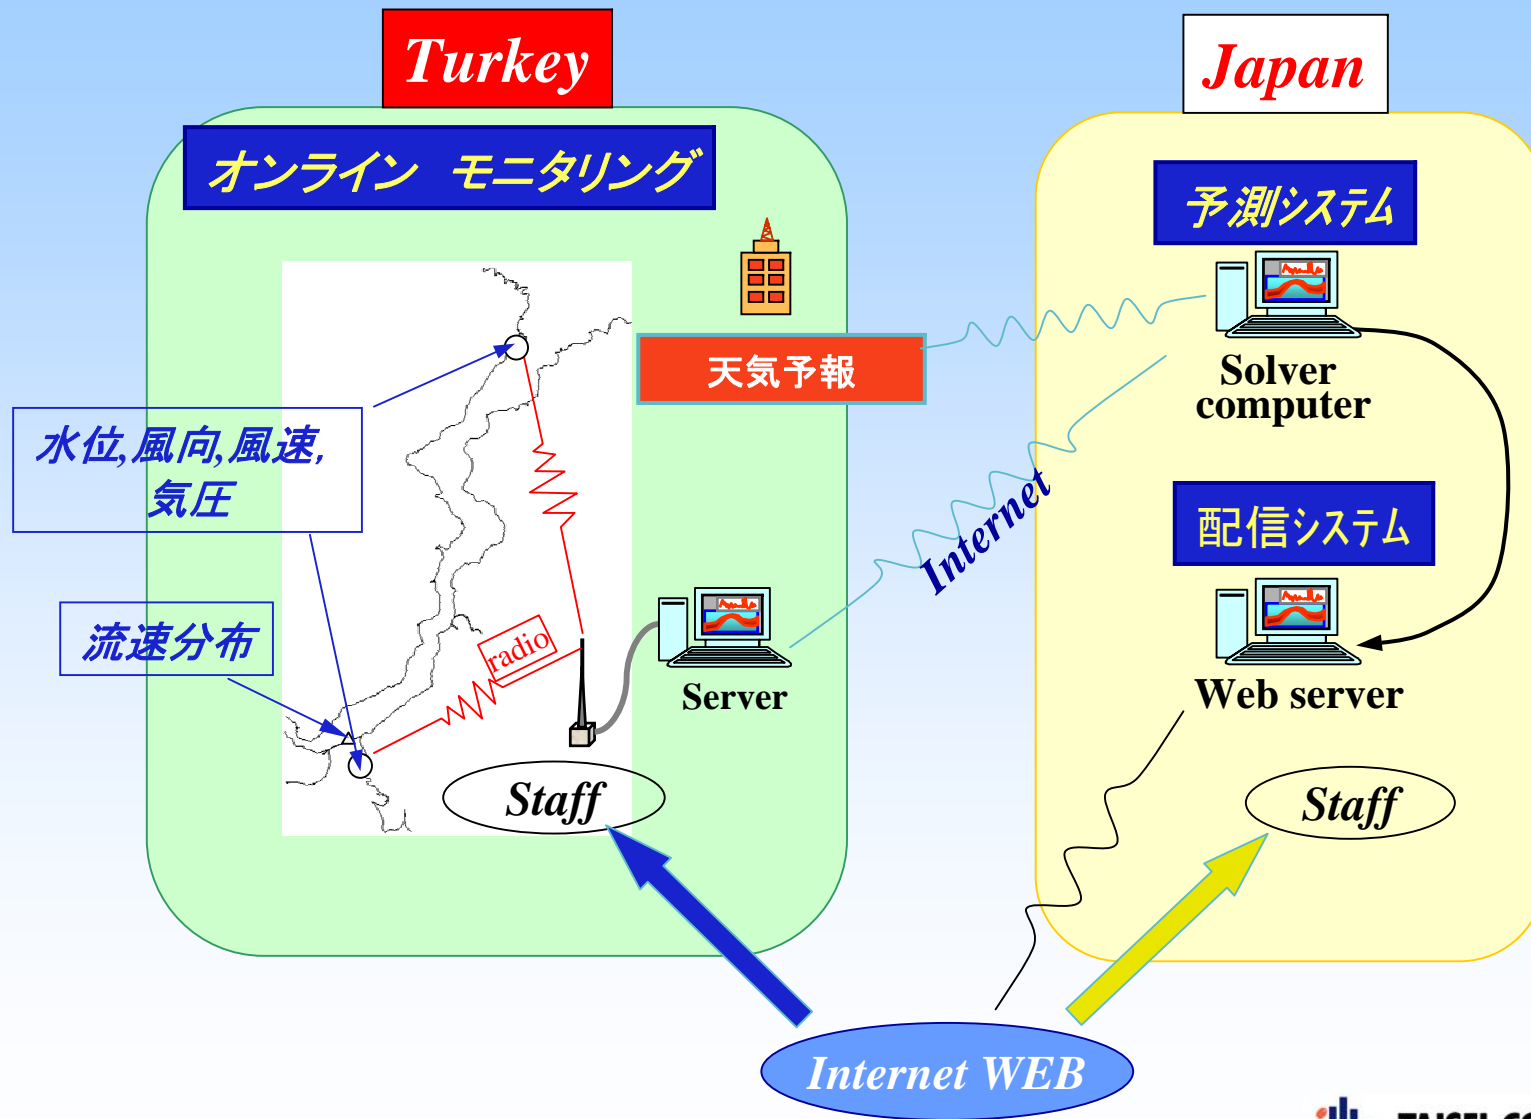 Turkey
Japan
オンライン モニタリング
予測システム
天気予報
Solver
computer
水位,風向,風速,
気圧
Internet
配信システム
流速分布
radio
Server
Web server
Staff
Staff
Internet WEB